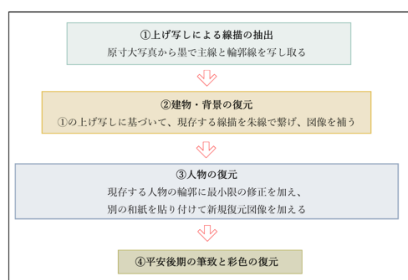 ①上げ写しによる線描の抽出
原寸大写真から墨で主線と輪郭線を写し取る
②建物・背景の復元
①の上げ写しに基づいて、現存する線描を朱線で繋げ、図像を補う
③人物の復元
現存する人物の輪郭に最小限の修正を加え、
別の和紙を貼り付けて新規復元図像を加える
④平安後期の筆致と彩色の復元